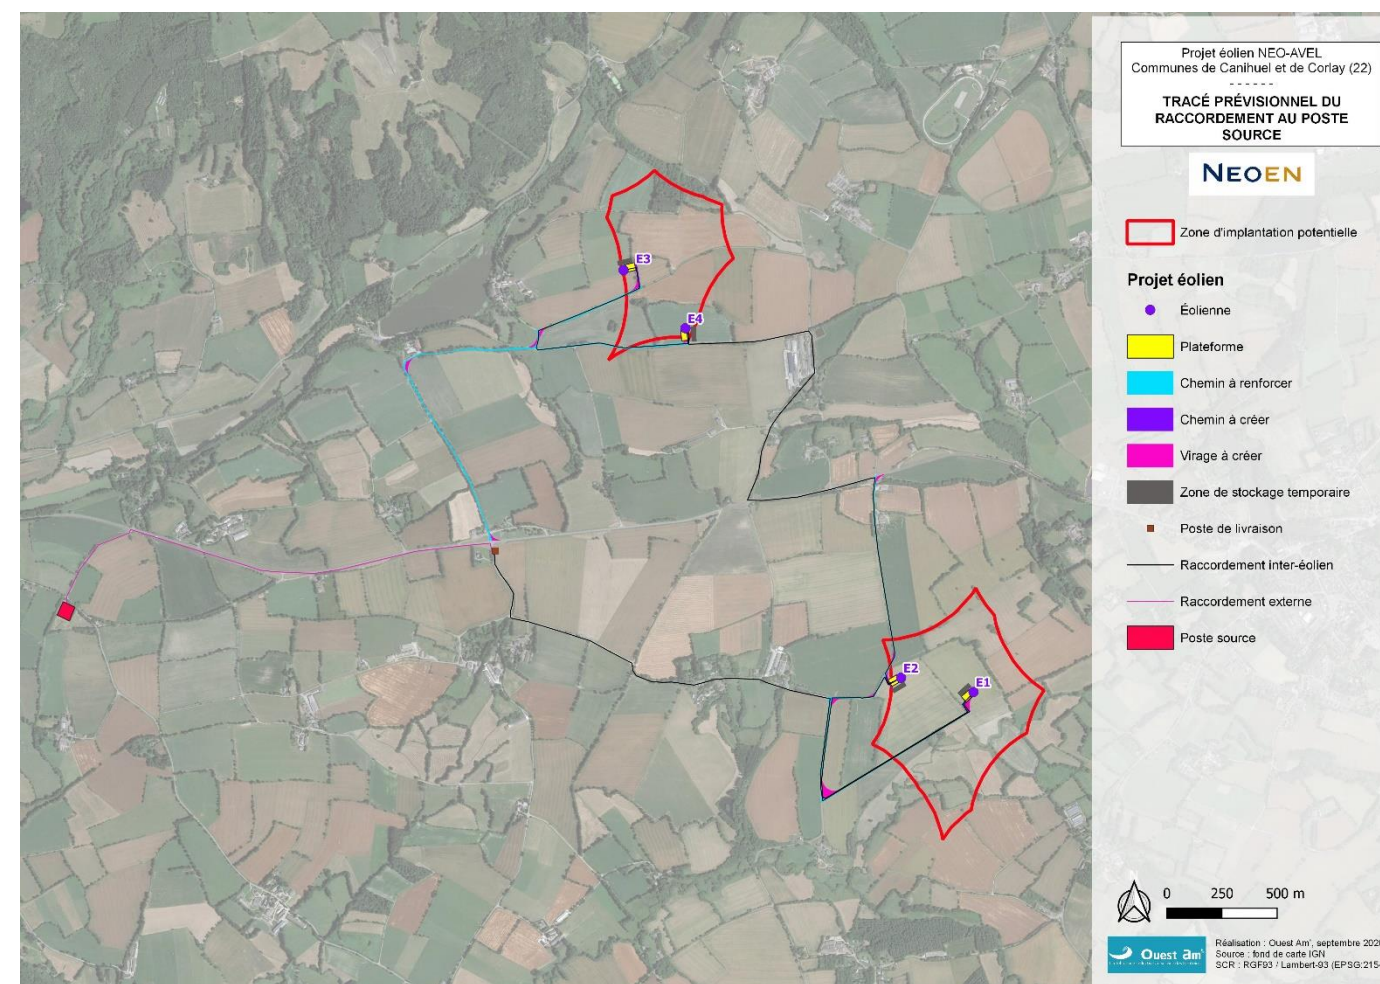 Projet éolien NEO-AVEL
Communes de Canihuel et de Corlay (22)
- - - - - -
TRACÉ PRÉVISIONNEL DU
RACCORDEMENT AU POSTE
SOURCE
NEOEN
Zone d'implantation potentielle
Projet éolien
Éolienne
Plateforme
Chemin à renforcer
Chemin à créer
Virage à créer
Zone de stockage temporaire
Poste de livraison
Raccordement inter-éolien
Raccordement externe
Poste source
E3
E4
E2
E1
0 250 500 m
Ouest am'
Réalisation : Ouest Am', septembre 202
Source : fond de carte IGN
SCR : RGF93 / Lambert-93 (EPSG:215